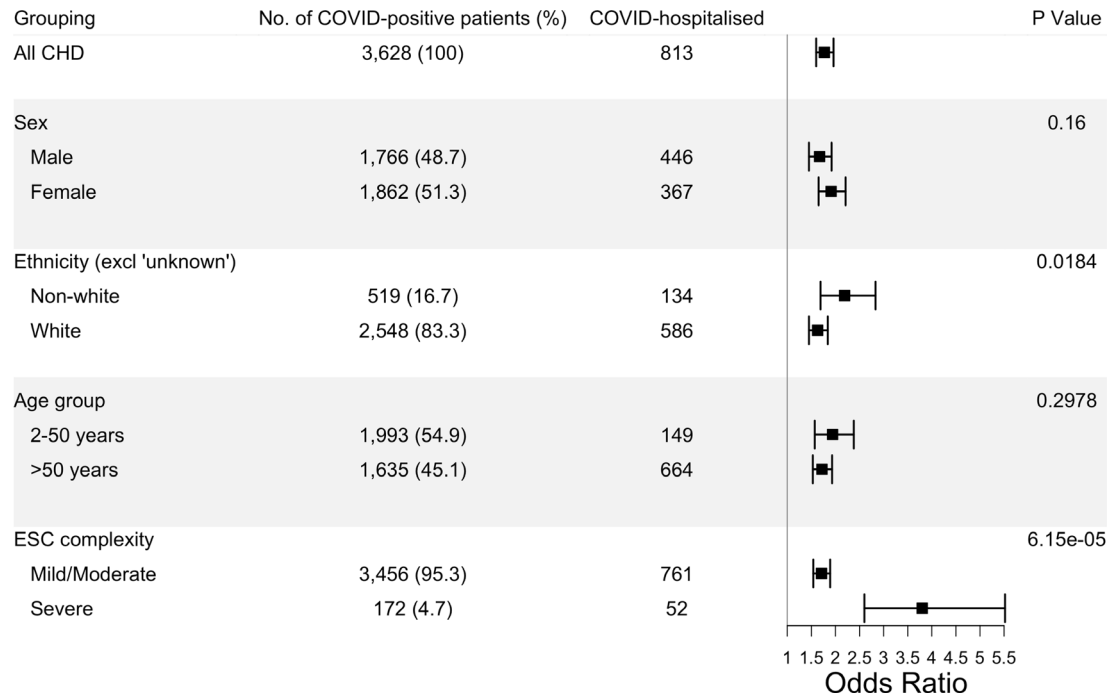 Grouping No. of COVID-positive patients (%) COVID-hospitalised P Value
All CHD 3,628 (100) 813
Sex 0.16
Male 1,766 (48.7) 446
Female 1,862 (51.3) 367
Ethnicity (excl 'unknown') 0.0184
Non-white 519 (16.7) 134
White 2,548 (83.3) 586
Age group 0.2978
2-50 years 1,993 (54.9) 149
>50 years 1,635 (45.1) 664
ESC complexity 6.15e-05
Mild/Moderate 3,456 (95.3) 761
Severe 172 (4.7) 52
1 1.5 2 2.5 3 3.5 4 4.5 5 5.5
Odds Ratio